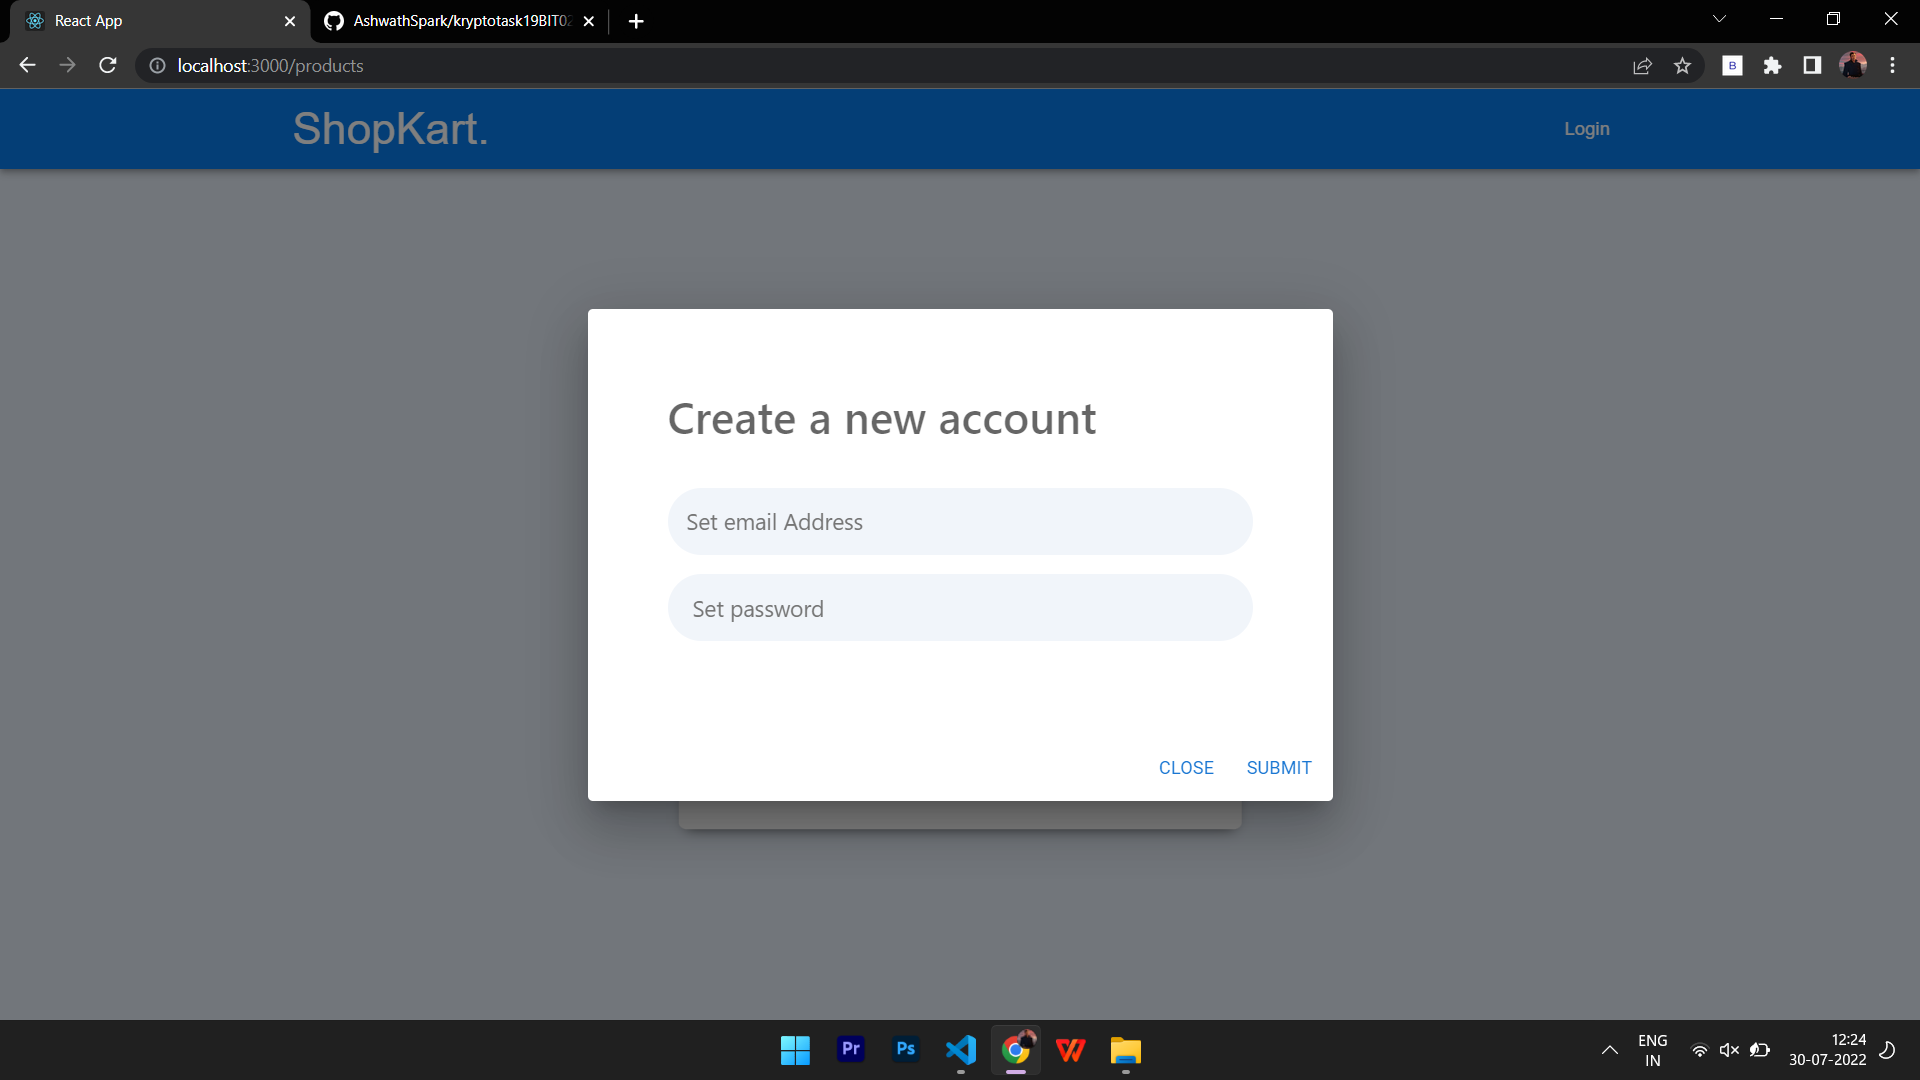 React App
AshwathSpark/kryptotask19BIT02
localhost:3000/products
B
ShopKart.
Login
Create a new account
Set email Address
Set password
CLOSE SUBMIT
Pr
Ps
ENG
IN
12:24
30-07-2022